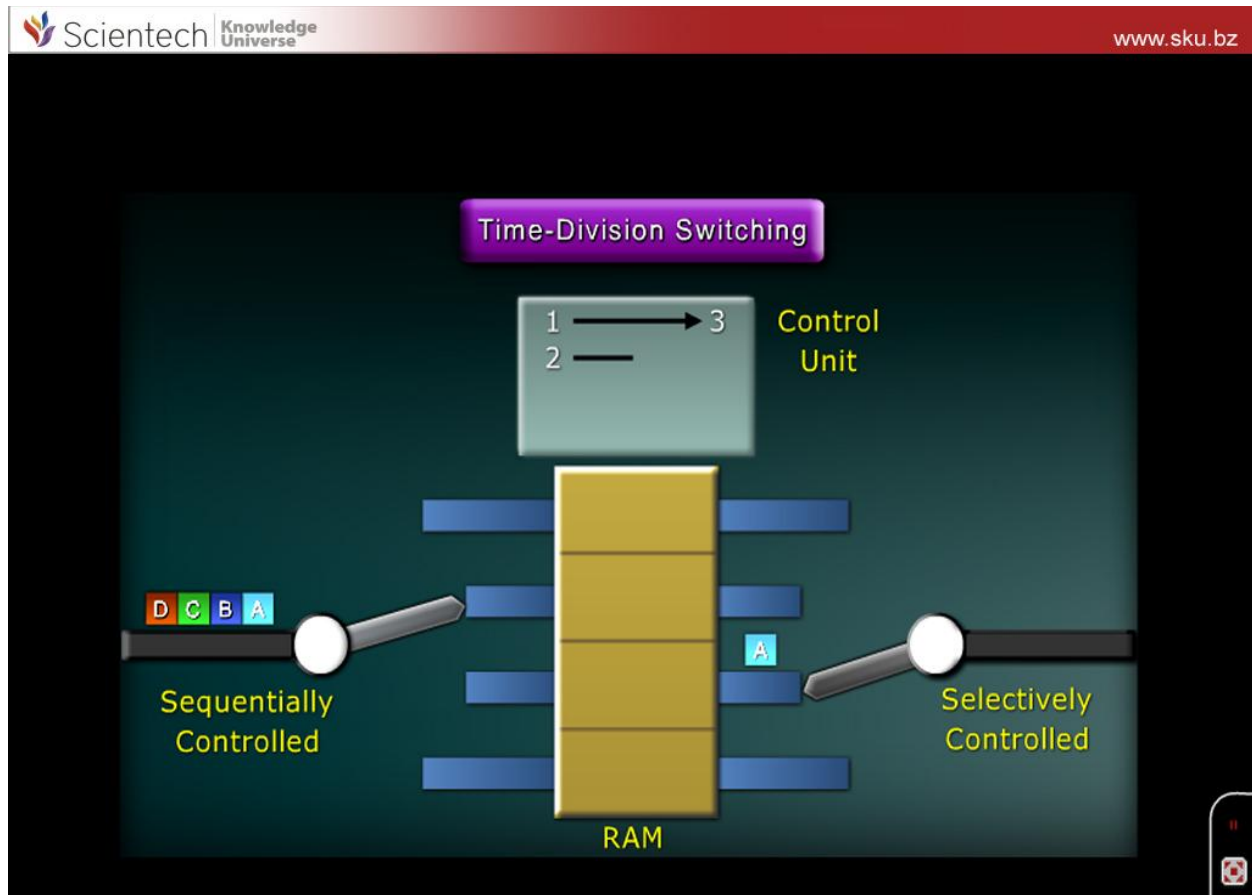 Scientech Knowledge
Universe
www.sku.bz
Time-Division Switching
1 3
2
Control
Unit
D C B A
A
Sequentially
Controlled
Selectively
Controlled
RAM